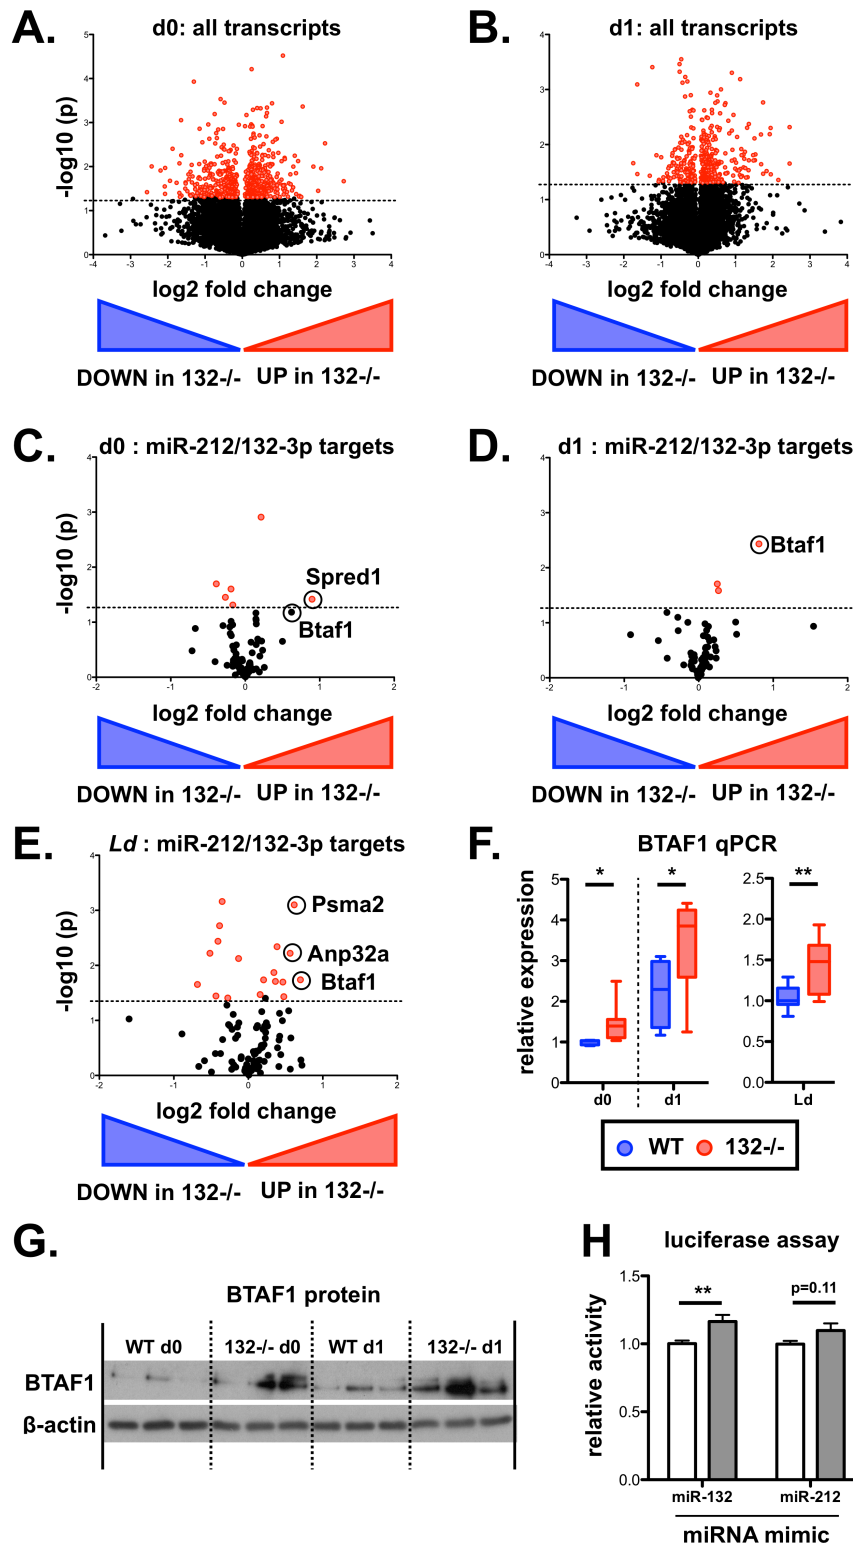 A.
d0: all transcripts
-log10 (p)
5
4
3
2
1
0
-4 -3 -2 -1 0 1 2 3 4
log2 fold change
DOWN in 132-/- UP in 132-/-
B.
d1: all transcripts
4
3
2
1
0
-4 -3 -2 -1 0 1 2 3 4
log2 fold change
DOWN in 132-/- UP in 132-/-
C.
d0 : miR-212/132-3p targets
-log10 (p)
4
3
2
1
0
Spred1
Btaf1
-2 -1 0 1 2
log2 fold change
DOWN in 132-/- UP in 132-/-
D.
d1 : miR-212/132-3p targets
4
3
2
1
0
Btaf1
-2 -1 0 1 2
log2 fold change
DOWN in 132-/- UP in 132-/-
E.
Ld : miR-212/132-3p targets
-log10 (p)
4
3
2
1
0
Psma2
Anp32a
Btaf1
-2 -1 0 1 2
log2 fold change
DOWN in 132-/- UP in 132-/-
F.
BTAF1 qPCR
relative expression
5
4
3
2
1
0
* *
d0 d1
2.5
2.0
1.5
1.0
0.5
0.0
**
Ld
WT 132-/-
G.
BTAF1 protein
WT d0 132-/- d0 WT d1 132-/- d1
BTAF1
ß-actin
H
luciferase assay
relative activity
1.5
1.0
0.5
0.0
** p=0.11
miR-132 miR-212
miRNA mimic